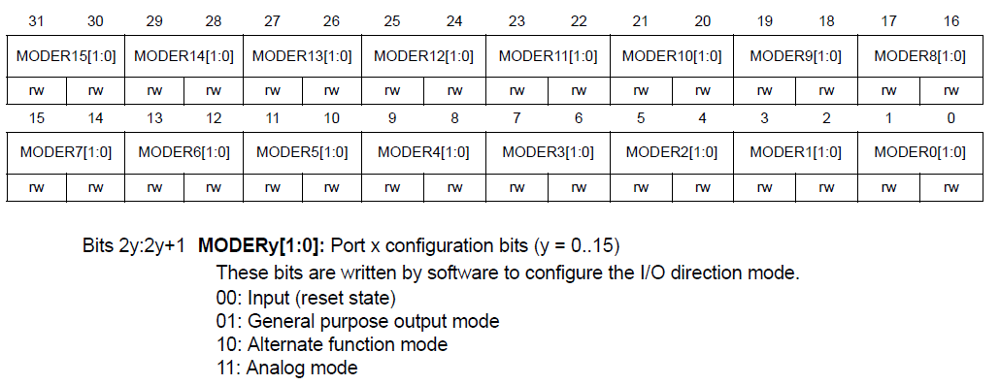 31 30 29 28 27 26 25 24 23 22 21 20 19 18 17 16
MODER15[1:0] MODER14[1:0] MODER13[1:0] MODER12[1:0] MODER11[1:0] MODER10[1:0] MODER9[1:0] MODER8[1:0]
rw rw rw rw rw rw rw rw rw rw rw rw rw rw rw rw
15 14 13 12 11 10 9 8 7 6 5 4 3 2 1 0
MODER7[1:0] MODER6[1:0] MODER5[1:0] MODER4[1:0] MODER3[1:0] MODER2[1:0] MODER1[1:0] MODER0[1:0]
rw rw rw rw rw rw rw rw rw rw rw rw rw rw rw rw
Bits 2y:2y+1 MODERy[1:0]: Port x configuration bits (y = 0..15)
These bits are written by software to configure the I/O direction mode.
00: Input (reset state)
01: General purpose output mode
10: Alternate function mode
11: Analog mode